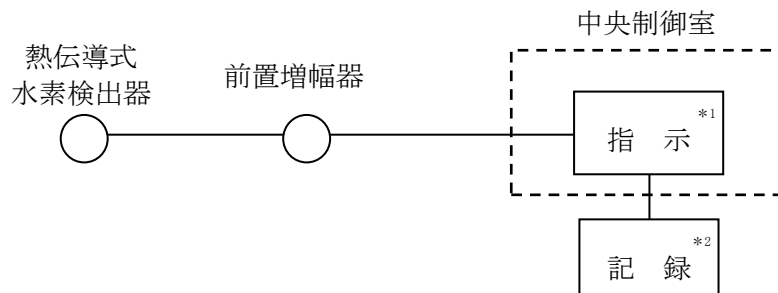 中央制御室
熱伝導式
水素検出器
前置増幅器
指 示 *1
記 録 *2